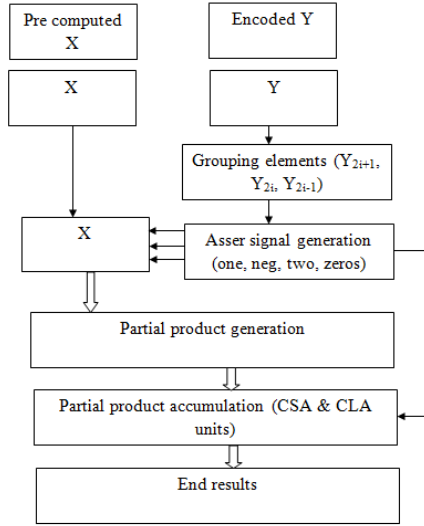 Pre computed
X
Encoded Y
X
Y
Grouping elements (Y2i+1,
Y2i, Y2i-1)
X
Asser signal generation
(one, neg, two, zeros)
Partial product generation
Partial product accumulation (CSA & CLA
units)
End results